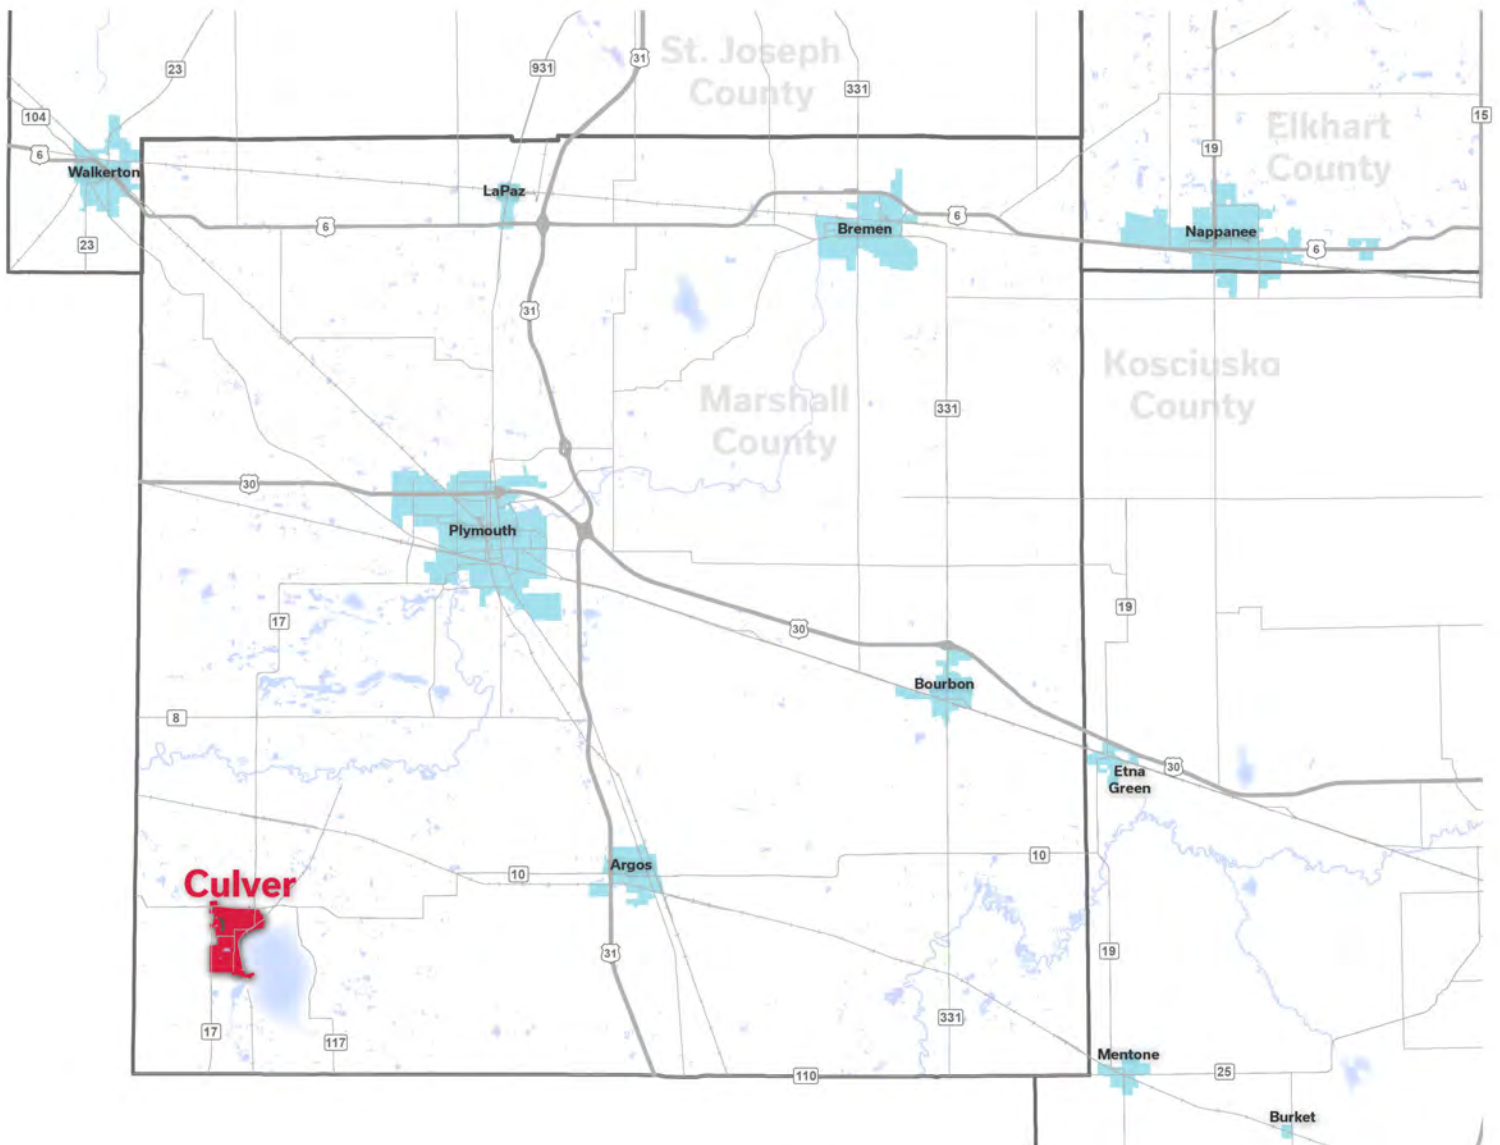 St. Joseph
County
31
931
23
331
104
15
Elkhart
County
19
6
Walkerton
LaPaz
6
Bremen
6
Nappanee
6
23
31
Kosciusko
County
Marshall
County
331
30
Plymouth
19
17
30
Bourbon
8
Etna
Green
30
Argos
10
10
Culver
31
19
17
117
331
Mentone
110
25
Burket